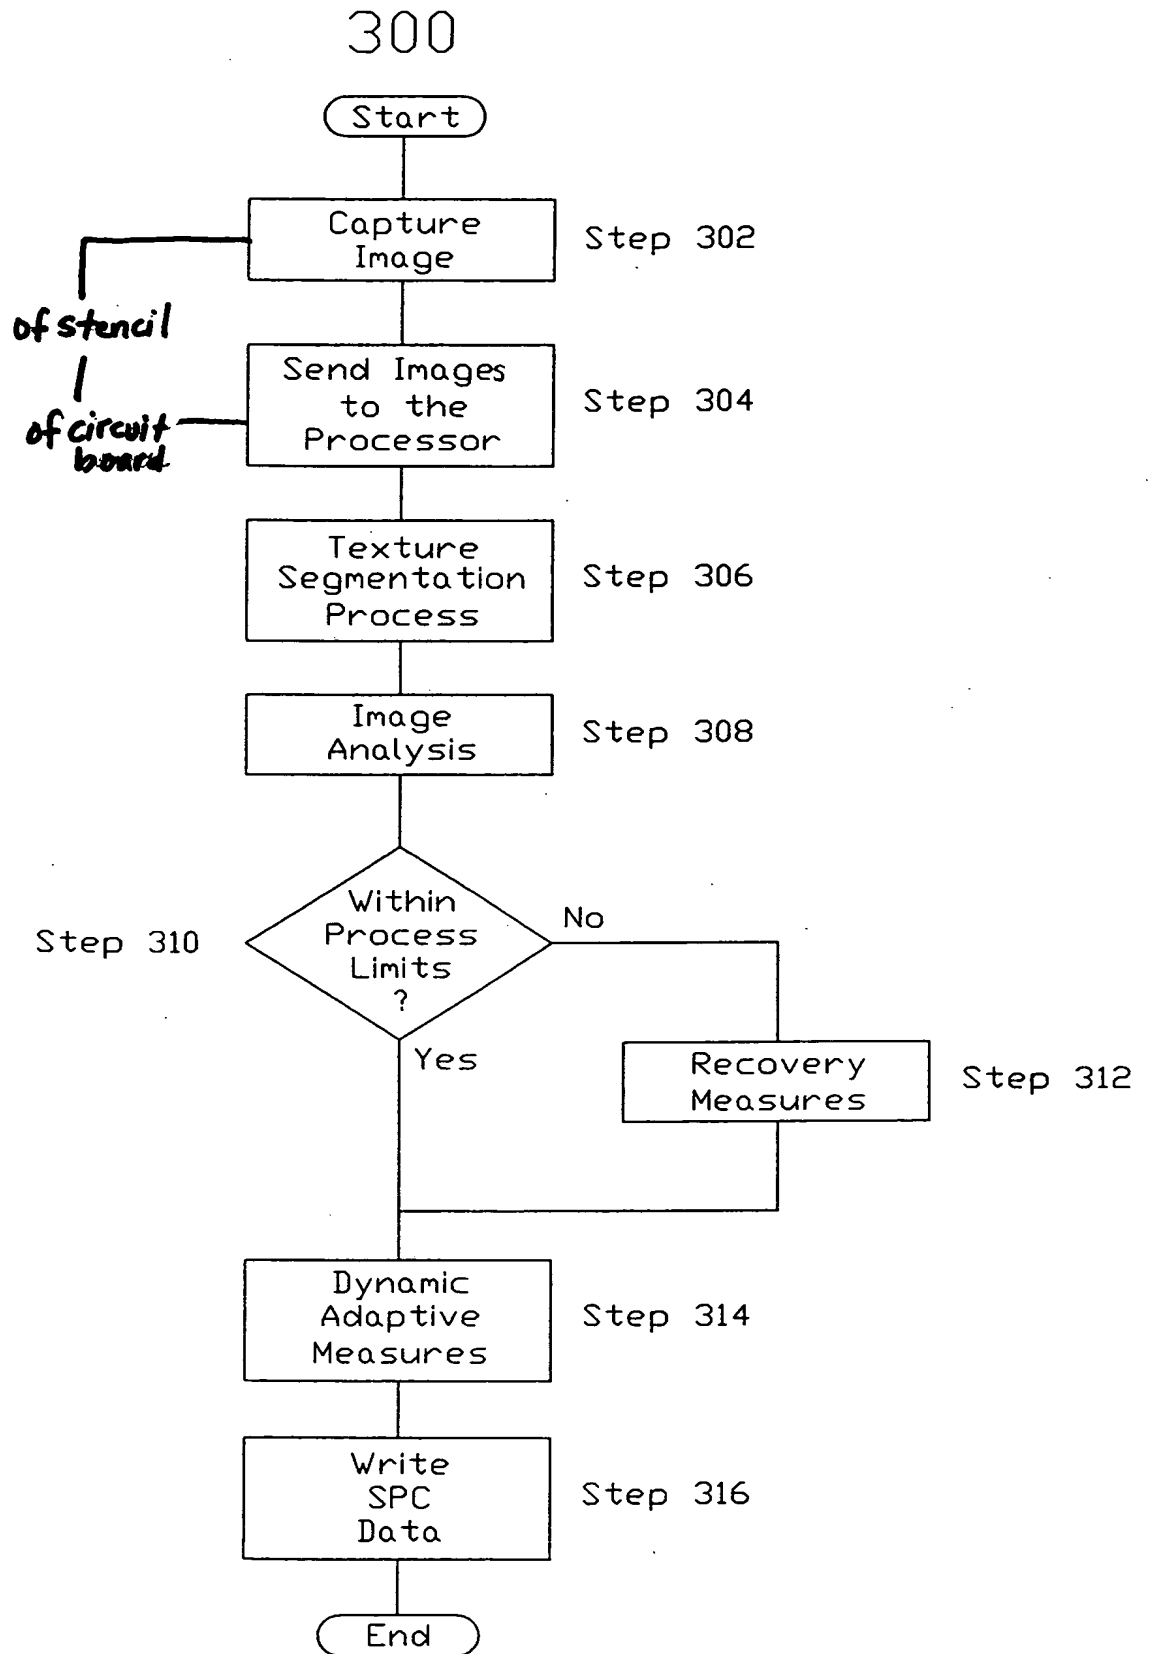 300
Start
Capture
Image
Step 302
of stencil
Send Images
to the
Processor
Step 304
of circuit
board
Texture
Segmentation
Process
Step 306
Image
Analysis
Step 308
Within
Process
Limits
?
Step 310
No
Yes
Recovery
Measures
Step 312
Dynamic
Adaptive
Measures
Step 314
Write
SPC
Data
Step 316
End